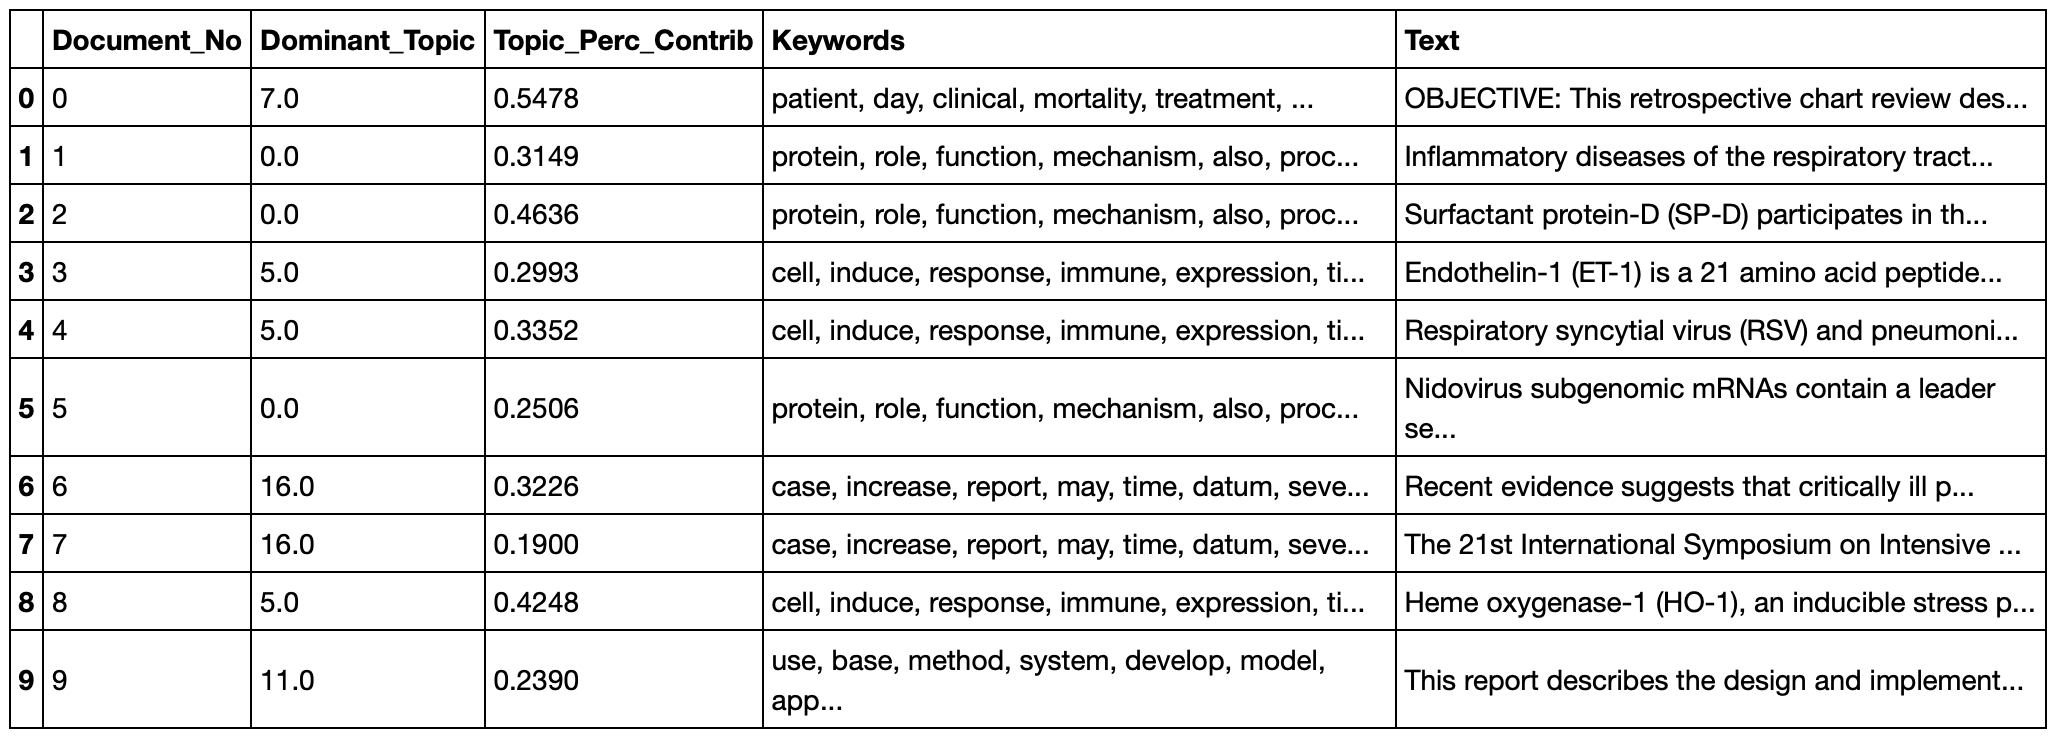 Document_No Dominant_Topic Topic_Perc_Contrib Keywords Text
0 0 7.0 0.5478 patient, day, clinical, mortality, treatment, ... OBJECTIVE: This retrospective chart review des...
1 1 0.0 0.3149 protein, role, function, mechanism, also, proc... Inflammatory diseases of the respiratory tract...
2 2 0.0 0.4636 protein, role, function, mechanism, also, proc... Surfactant protein-D (SP-D) participates in th...
3 3 5.0 0.2993 cell, induce, response, immune, expression, ti... Endothelin-1 (ET-1) is a 21 amino acid peptide...
4 4 5.0 0.3352 cell, induce, response, immune, expression, ti... Respiratory syncytial virus (RSV) and pneumoni...
5 5 0.0 0.2506 protein, role, function, mechanism, also, proc... Nidovirus subgenomic mRNAs contain a leader
se...
6 6 16.0 0.3226 case, increase, report, may, time, datum, seve... Recent evidence suggests that critically ill p...
7 7 16.0 0.1900 case, increase, report, may, time, datum, seve... The 21st International Symposium on Intensive ...
8 8 5.0 0.4248 cell, induce, response, immune, expression, ti... Heme oxygenase-1 (HO-1), an inducible stress p...
9 9 11.0 0.2390 use, base, method, system, develop, model,
app... This report describes the design and implement...